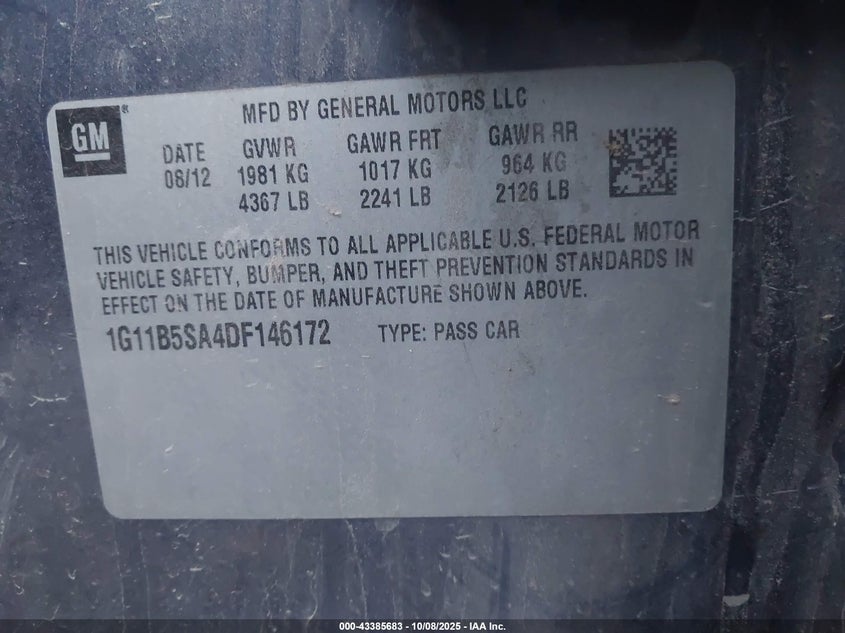 GM
MFD BY GENERAL MOTORS LLC
DATE GVWR GAWR FRT GAWR RR
08/12 1981 KG 1017 KG 964 KG
4367 LB 2241 LB 2126 LB
THIS VEHICLE CONFORMS TO ALL APPLICABLE U.S. FEDERAL MOTOR
VEHICLE SAFETY, BUMPER, AND THEFT PREVENTION STANDARDS IN
EFFECT ON THE DATE OF MANUFACTURE SHOWN ABOVE.
1G11B5SA4DF146172 TYPE: PASS CAR
000-43385683 - 10/08/2025 - IAA Inc.